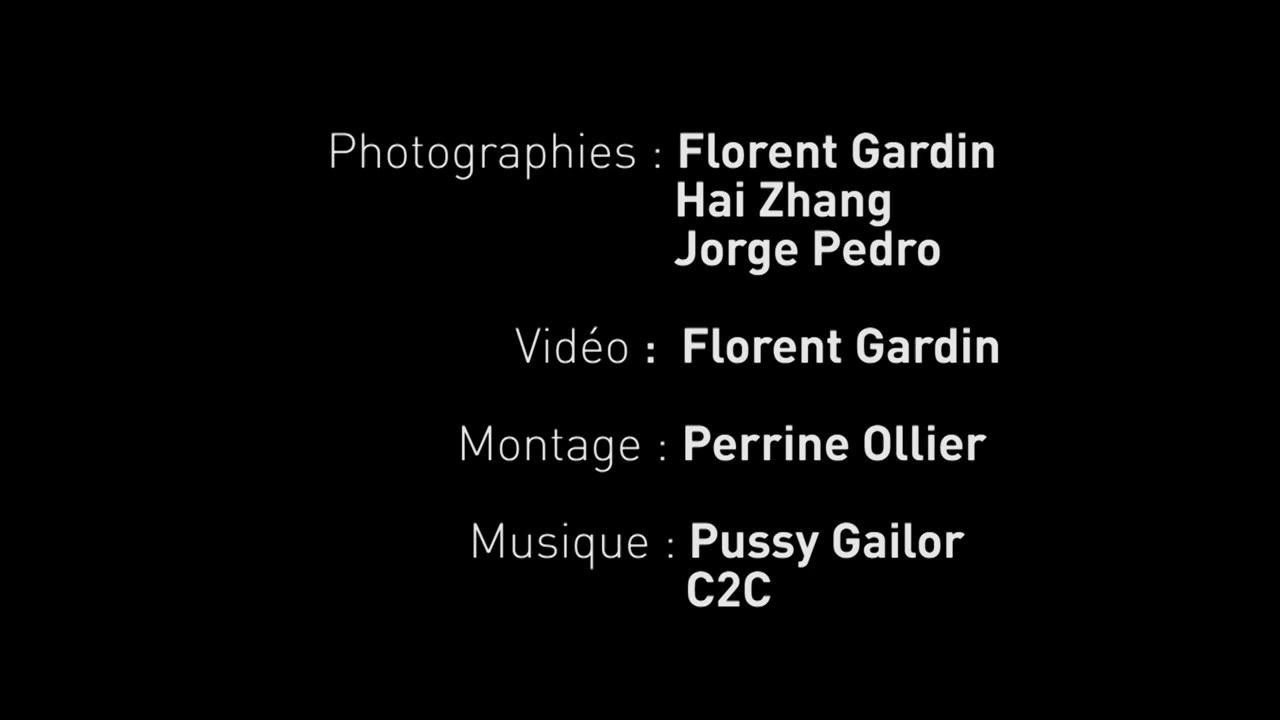 Photographies : Florent Gardin
Hai Zhang
Jorge Pedro
Vidéo : Florent Gardin
Montage : Perrine Ollier
Musique : Pussy Gailor
C2C